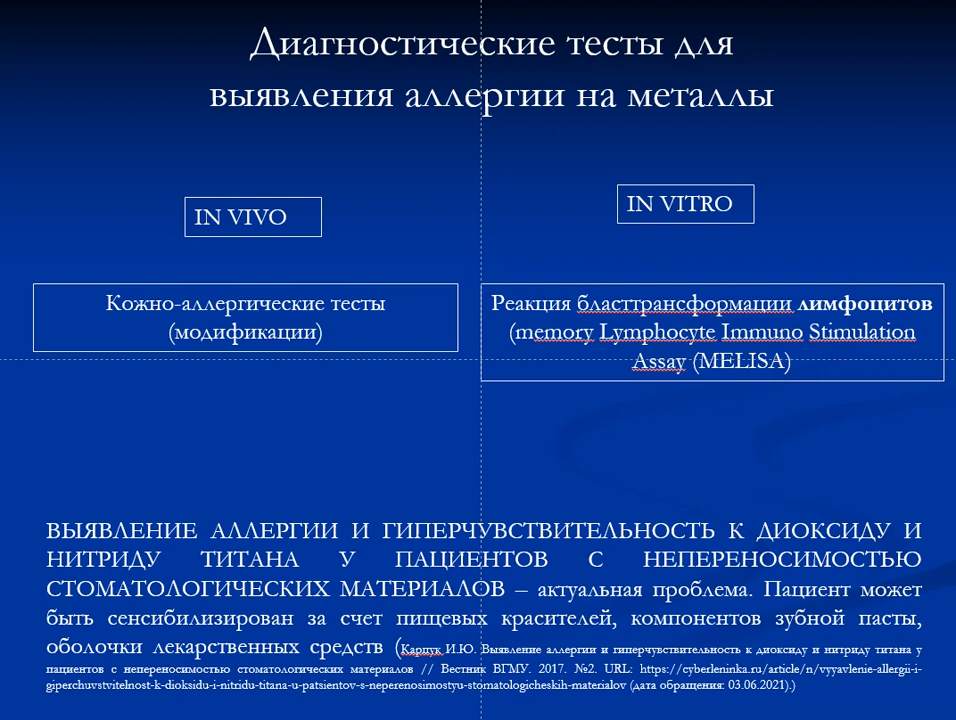 Диагностические тесты для
выявления аллергии на металлы
IN VIVO
IN VITRO
Кожно-аллергические тесты
(модификации)
Реакция бласттрансформации лимфоцитов
(memory Lymphocyte Immuno Stimulation
Assay (MELISA)
ВЫЯВЛЕНИЕ АЛЛЕРГИИ И ГИПЕРЧУВСТВИТЕЛЬНОСТЬ К ДИОКСИДУ И
НИТРИДУ ТИТАНА У ПАЦИЕНТОВ С НЕПЕРЕНОСИМОСТЬЮ
СТОМАТОЛОГИЧЕСКИХ МАТЕРИАЛОВ – актуальная проблема. Пациент может
быть сенсибилизирован за счет пищевых красителей, компонентов зубной пасты,
оболочки лекарственных средств (Карпук И.Ю. Выявление аллергии и гиперчувствительность к диоксиду и нитриду титана у
пациентов с непереносимостью стоматологических материалов // Вестник ВГМУ. 2017. №2. URL: https://cyberleninka.ru/article/n/vyyavlenie-allergii-i-
giperchuvstvitelnost-k-dioksidu-i-nitridu-titana-u-patsientov-s-neperenosimostyu-stomatologicheskih-materialov (дата обращения: 03.06.2021).)